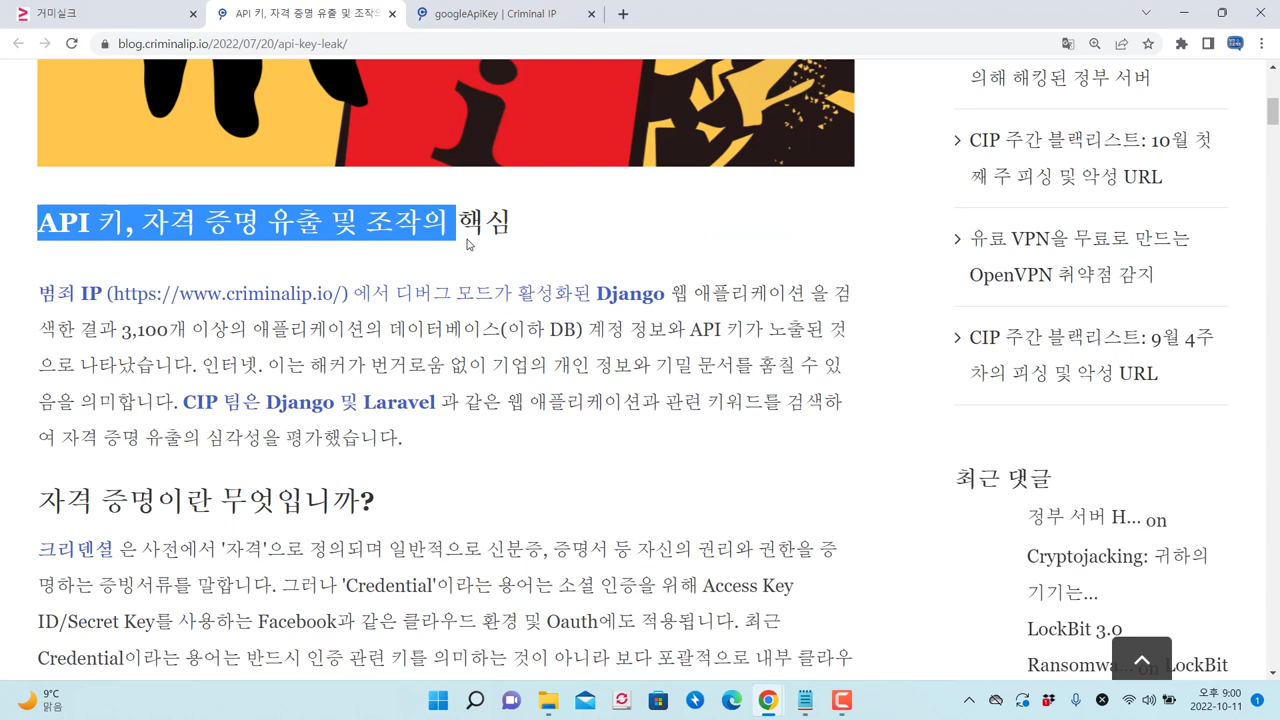 거미실크
API 키, 자격 증명 유출 및 조작의
googleApiKey | Criminal IP
blog.criminalip.io/2022/07/20/api-key-leak/
API 키, 자격 증명 유출 및 조작의 핵심
범죄 IP (https://www.criminalip.io/) 에서 디버그 모드가 활성화된 Django 웹 애플리케이션 을 검
색한 결과 3,100개 이상의 애플리케이션의 데이터베이스(이하 DB) 계정 정보와 API 키가 노출된 것
으로 나타났습니다. 인터넷. 이는 해커가 번거로움 없이 기업의 개인 정보와 기밀 문서를 훔칠 수 있
음을 의미합니다. CIP 팀은 Django 및 Laravel 과 같은 웹 애플리케이션과 관련 키워드를 검색하
여 자격 증명 유출의 심각성을 평가했습니다.
자격 증명이란 무엇입니까?
크리덴셜 은 사전에서 '자격'으로 정의되며 일반적으로 신분증, 증명서 등 자신의 권리와 권한을 증
명하는 증빙서류를 말합니다. 그러나 'Credential'이라는 용어는 소셜 인증을 위해 Access Key
ID/Secret Key를 사용하는 Facebook과 같은 클라우드 환경 및 Oauth에도 적용됩니다. 최근
Credential이라는 용어는 반드시 인증 관련 키를 의미하는 것이 아니라 보다 포괄적으로 내부 클라우
의해 해킹된 정부 서버
CIP 주간 블랙리스트: 10월 첫
째 주 피싱 및 악성 URL
유료 VPN을 무료로 만드는
OpenVPN 취약점 감지
CIP 주간 블랙리스트: 9월 4주
차의 피싱 및 악성 URL
최근 댓글
정부 서버 H... on
Cryptojacking: 귀하의
기기는...
LockBit 3.0
Ransomwa... on LockBit
9°C
맑음
오후 9:00
2022-10-11
1